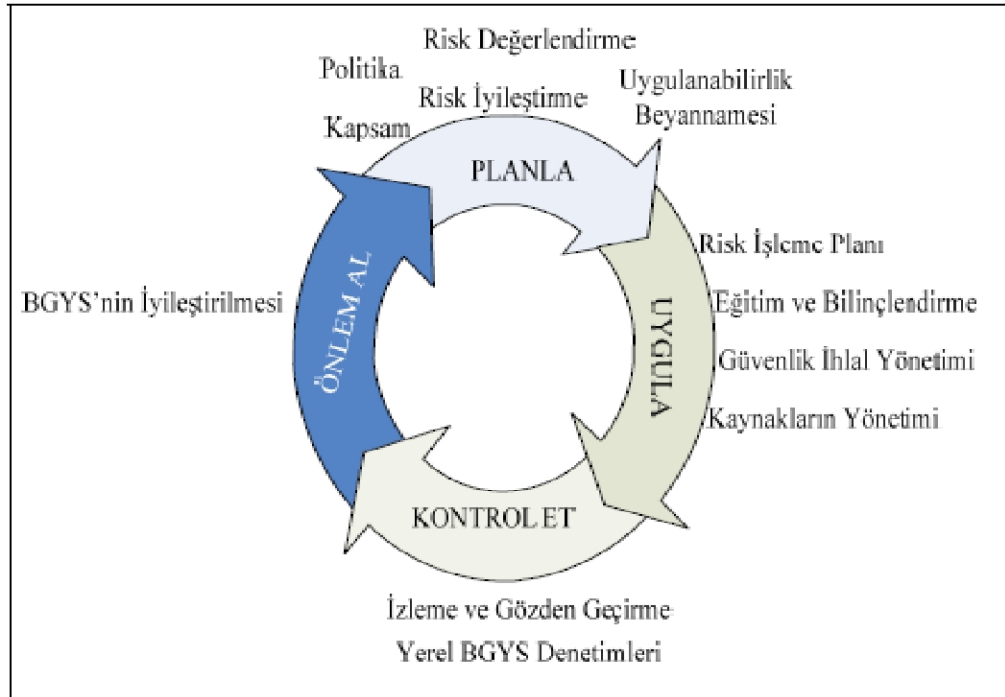 Risk Değerlendirme
Politika
Uygulanabilirlik
Beyannamesi
Risk İyileştirme
Kapsam
PLANLA
Risk İşleme Planı
Eğitim ve Bilinçlendirme
Güvenlik İhlal Yönetimi
Kaynakların Yönetimi
UYGULA
BGYS’nin İyileştirilmesi
ÖNLEM AL
KONTROL ET
İzleme ve Gözden Geçirme
Yerel BGYS Denetimleri